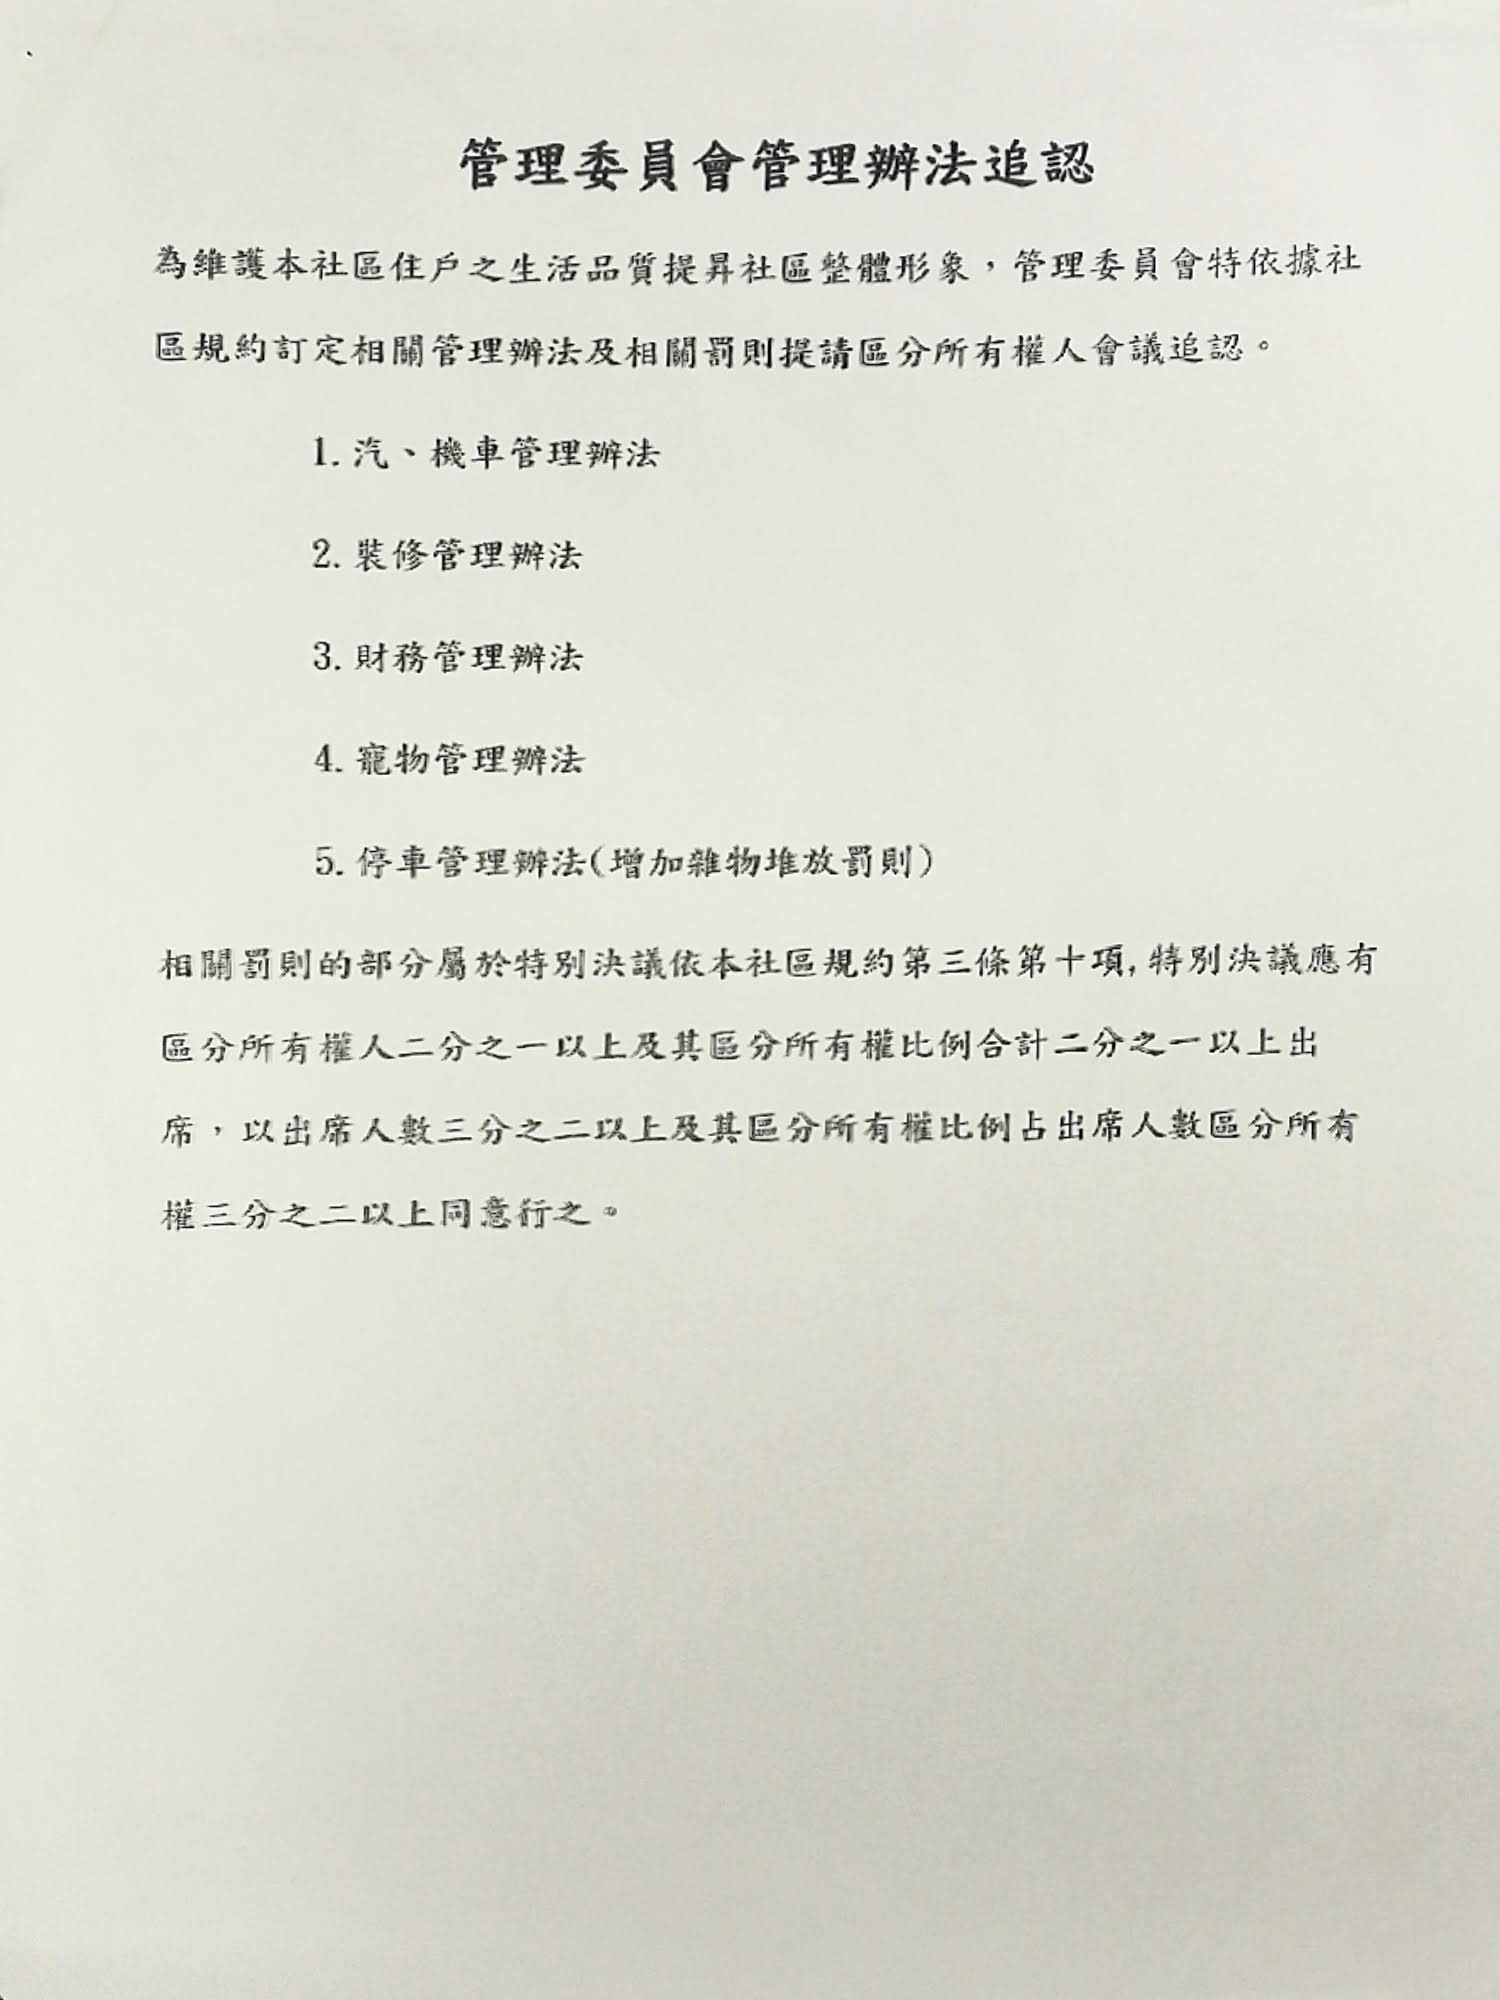 管理委員會管理辦法追認
為維護本社區住戶之生活品質提昇社區整體形象，管理委員會特依據社
區規約訂定相關管理辦法及相關罰則提請區分所有權人會議追認。
1. 汽、機車管理辦法
2. 裝修管理辦法
3. 財務管理辦法
4. 寵物管理辦法
5. 停車管理辦法(增加雜物堆放罰則)
相關罰則的部分屬於特別決議依本社區規約第三條第十項,特別決議應有
區分所有權人二分之一以上及其區分所有權比例合計二分之一以上出
席，以出席人數三分之二以上及其區分所有權比例占出席人數區分所有
權三分之二以上同意行之。